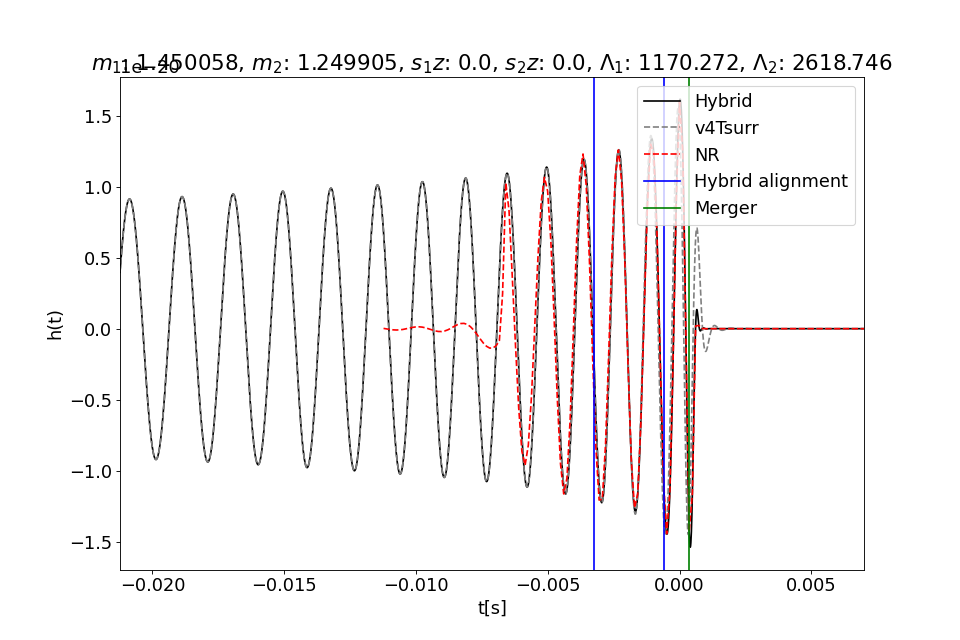 m₁: 1.450058, m₂: 1.249905, s₁z: 0.0, s₂z: 0.0, Λ₁: 1170.272, Λ₂: 2618.746
1e−20
1.5
1.0
0.5
0.0
−0.5
−1.0
−1.5
h(t)
Hybrid
v4Tsurr
NR
Hybrid alignment
Merger
−0.020
−0.015
−0.010
−0.005
0.000
0.005
t[s]